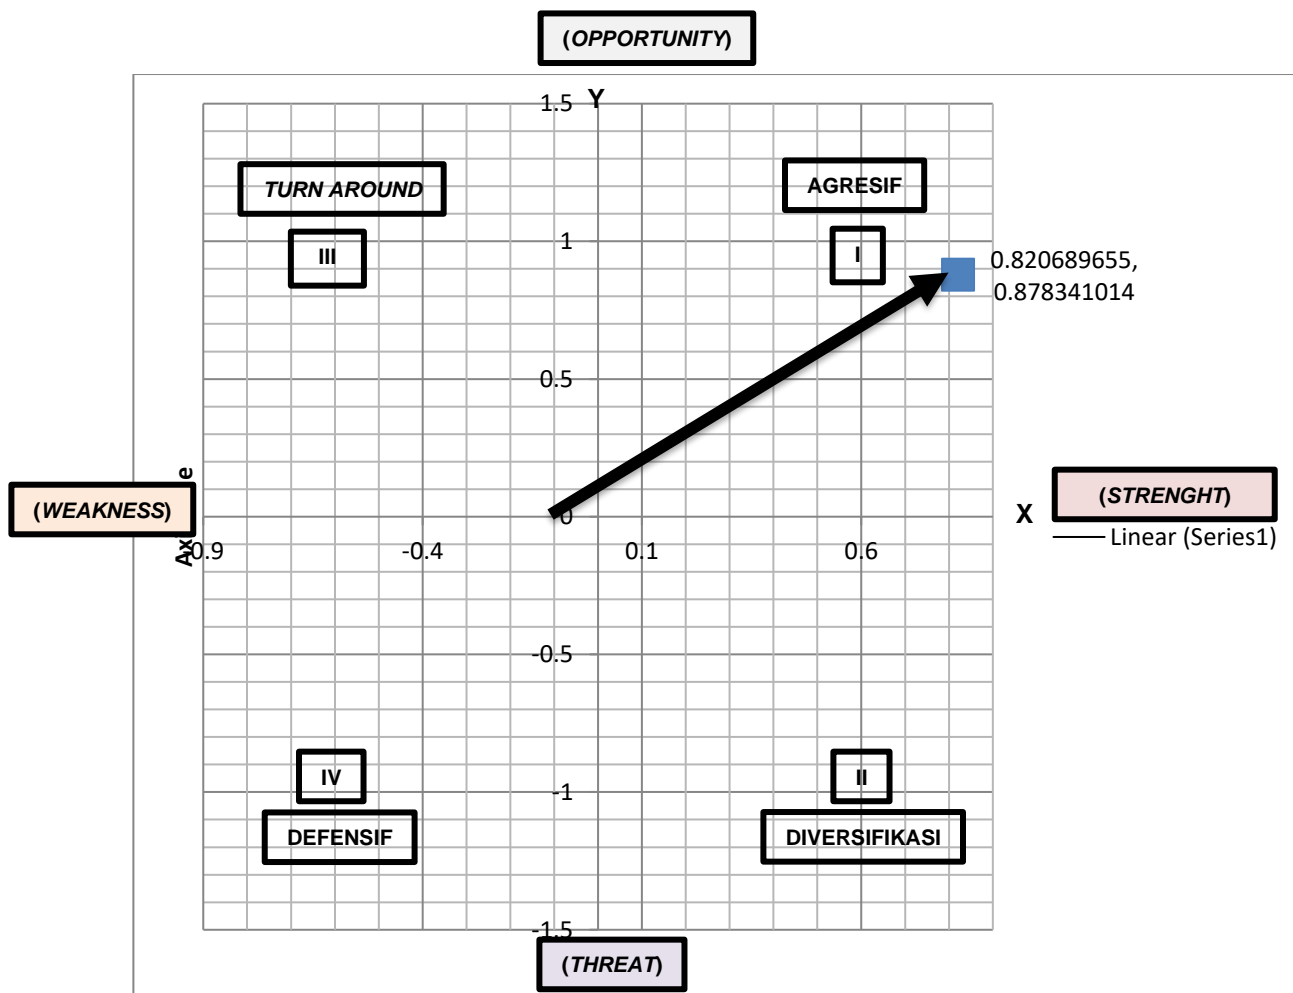 (OPPORTUNITY)
Y
1.5
TURN AROUND
AGRESIF
III
1
I
0.820689655,
0.878341014
0.5
(WEAKNESS)
0
X
(STRENGHT)
Linear (Series1)
0.9
-0.4
0.1
0.6
-0.5
IV
-1
II
DEFENSIF
DIVERSIFIKASI
-1.5
(THREAT)